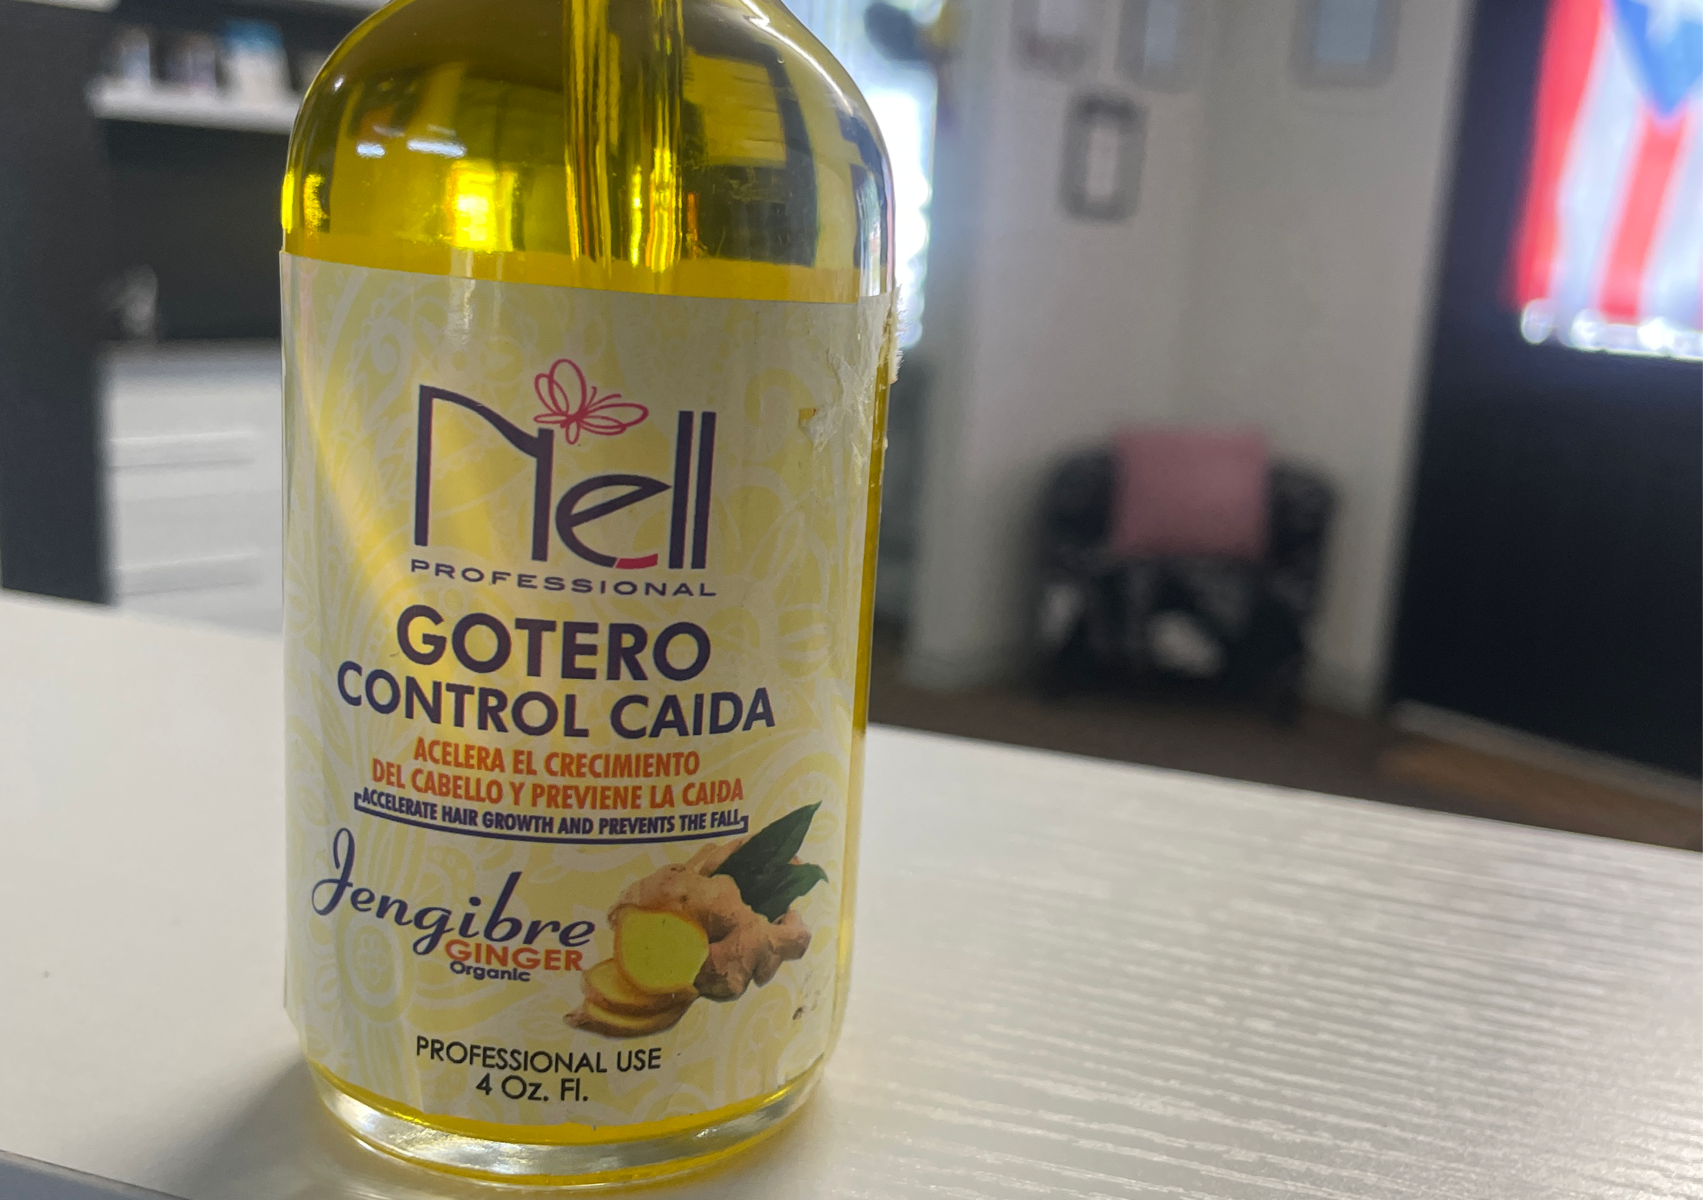 Nell
PROFESSIONAL
GOTERO
CONTROL CAIDA
ACELERA EL CRECIMIENTO
DEL CABELLO Y PREVIENE LA CAIDA
ACCELERATE HAIR GROWTH AND PREVENTS THE FALL
Jengibre
GINGER
Organic
PROFESSIONAL USE
4 Oz. Fl.